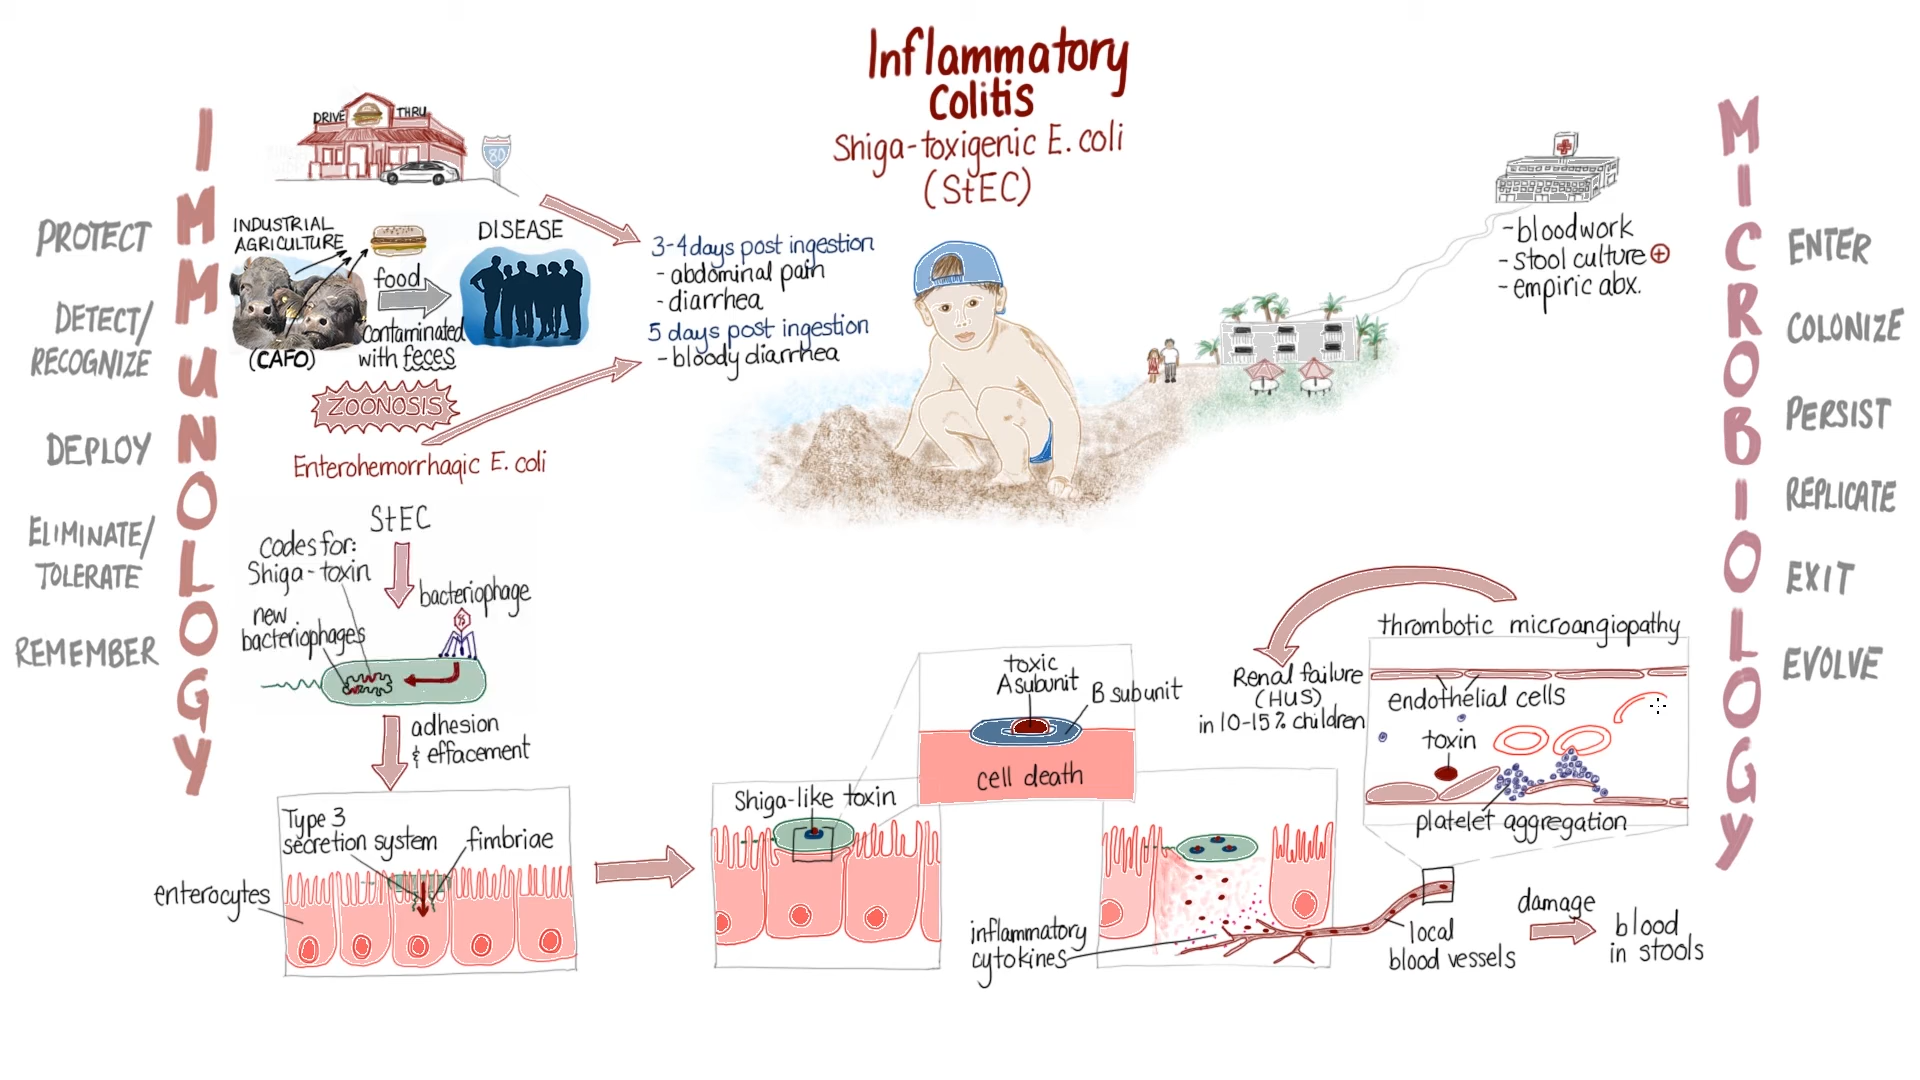 Inflammatory
Colitis
Shiga-toxigenic E. coli
(StEC)
IMMUNOLOGY
PROTECT
DETECT/
RECOGNIZE
DEPLOY
ELIMINATE/
TOLERATE
REMEMBER
DRIVE THRU
80
INDUSTRIAL
AGRICULTURE
(CAFO)
food
contaminated
with feces
DISEASE
ZOONOSIS
Enterohemorrhagic E. coli
3-4 days post ingestion
- abdominal pain
- diarrhea
5 days post ingestion
- bloody diarrhea
- bloodwork
- stool culture +
- empiric abx.
StEC
Codes for:
Shiga-toxin
bacteriophage
new
bacteriophages
adhesion
& effacement
Type 3
secretion system
fimbriae
enterocytes
Shiga-like toxin
toxic
A subunit
B subunit
cell death
inflammatory
cytokines
local
blood vessels
damage
blood
in stools
Renal failure
(HUS)
in 10-15% children
thrombotic microangiopathy
endothelial cells
toxin
platelet aggregation
MICROBIOLOGY
ENTER
COLONIZE
PERSIST
REPLICATE
EXIT
EVOLVE